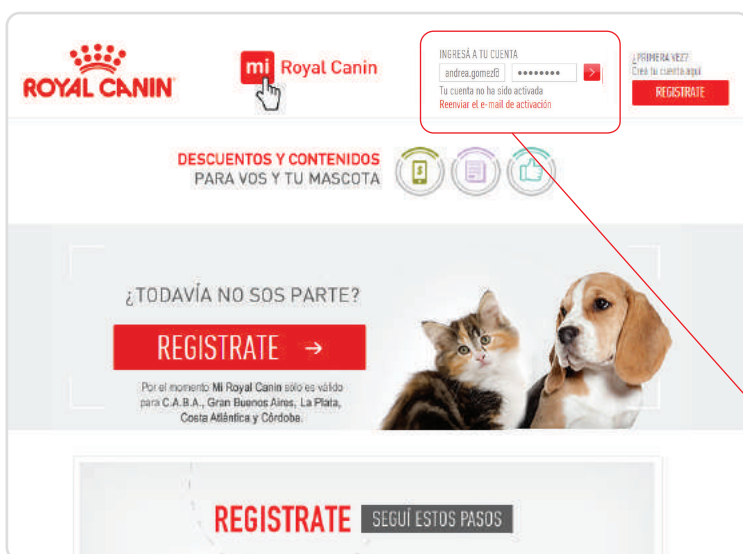 ROYAL CANIN
mi Royal Canin
INGRESÁ A TU CUENTA
andrea.gomezf8 ••••••••
Tu cuenta no ha sido activada
Reenviar el e-mail de activación
¿PRIMERA VEZ?
Creá tu cuenta aquí
REGISTRATE
DESCUENTOS Y CONTENIDOS
PARA VOS Y TU MASCOTA
¿TODAVÍA NO SOS PARTE?
REGISTRATE →
Por el momento Mi Royal Canin sólo es válido
para C.A.B.A., Gran Buenos Aires, La Plata,
Costa Atlántica y Córdoba.
REGISTRATE SEGUÍ ESTOS PASOS